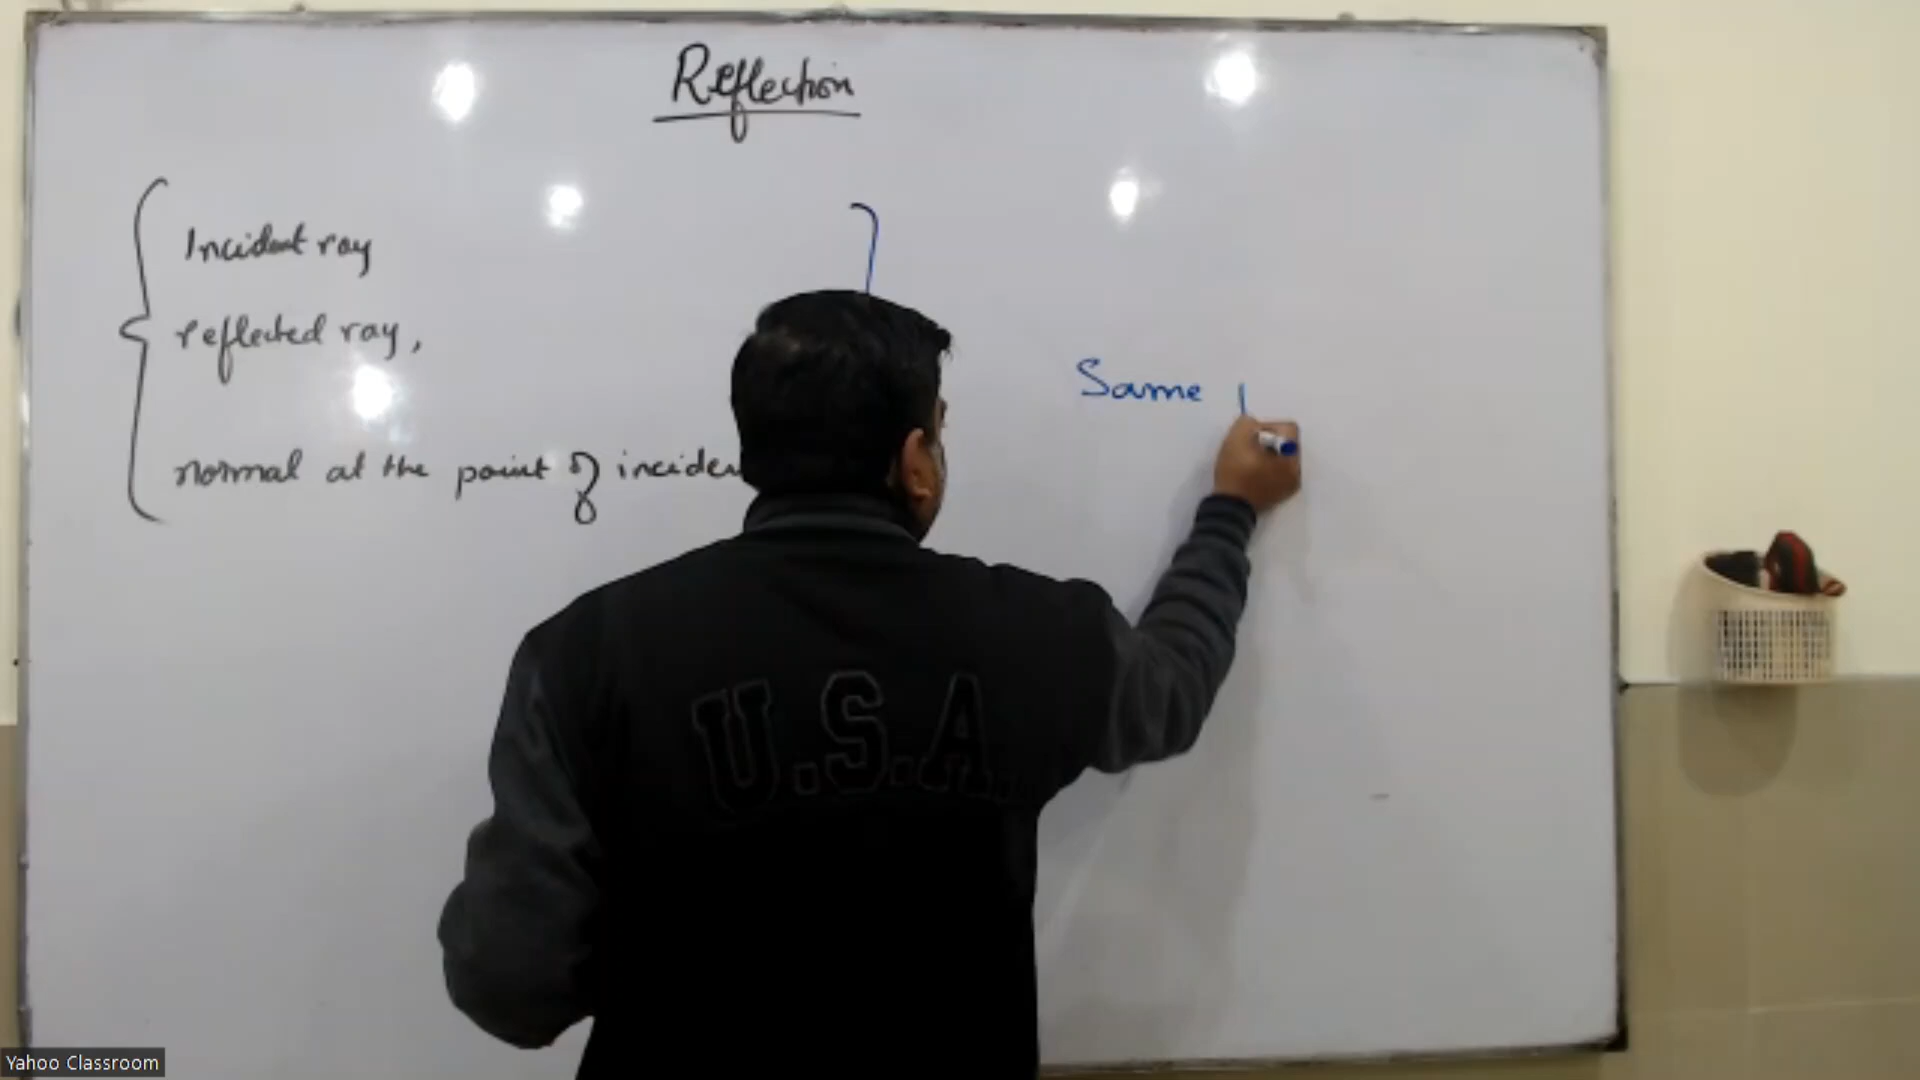 Reflection
Incident ray
reflected ray,
Same
normal at the point of inciden
U.S.A.
Yahoo Classroom